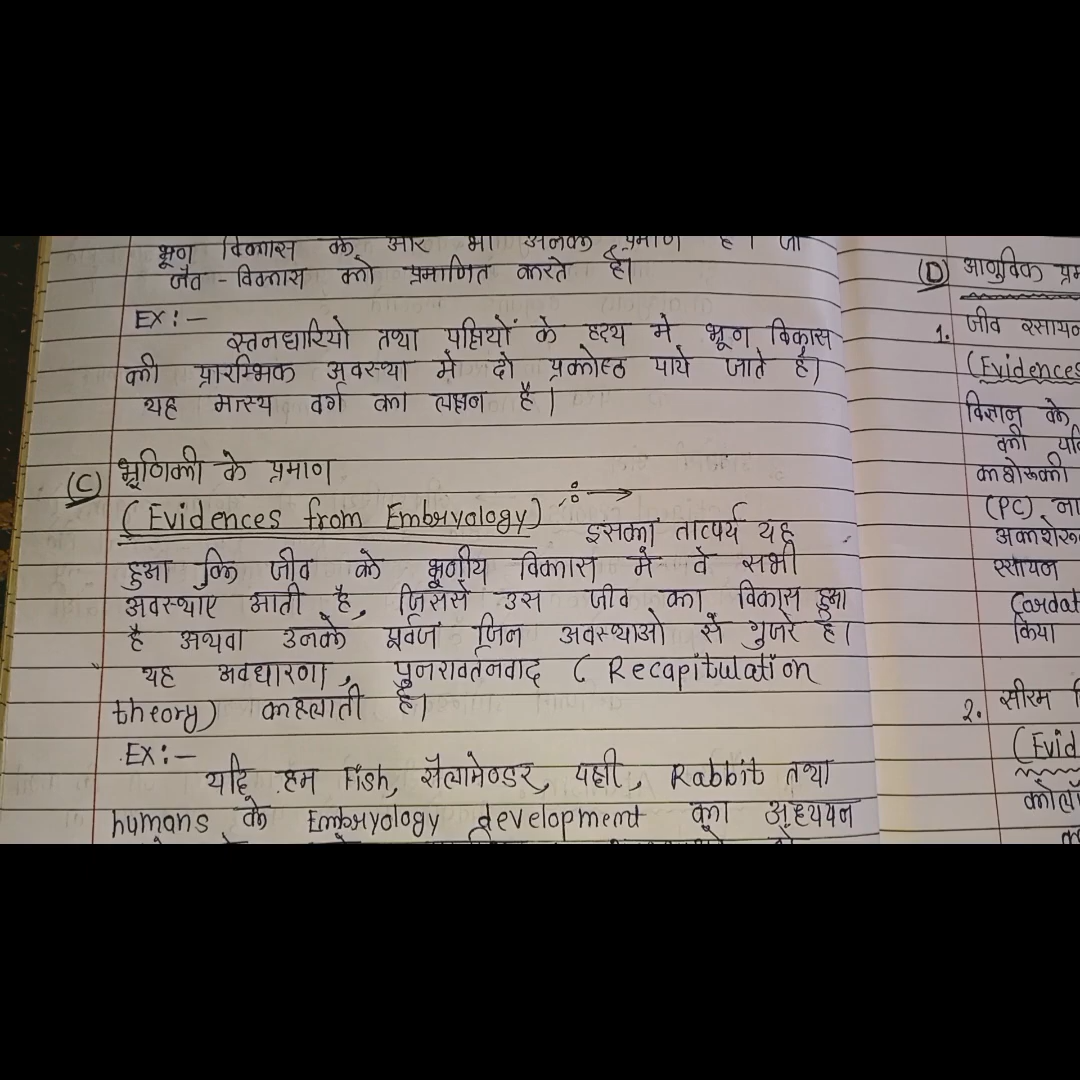 भ्रूण विकास के और भी अनेक प्रमाण है। जो
जैव - विकास को प्रमाणित करते हैं।
EX : -
स्तनधारियो तथा पक्षियों के हृदय मे भ्रूण विकास
की प्रारम्भिक अवस्था में दो प्रकोष्ठ पाये जाते है।
यह मत्स्य वर्ग का लक्षन है।
(C) भ्रूणिकी के प्रमाण
(Evidences from Embryology) :→ इसका तात्पर्य यह
हुआ कि जीव के भ्रूनीय विकास मे वे सभी
अवस्थाए आती है, जिससे उस जीव का विकास हुआ
है अथवा उनके पूर्वज जिन अवस्थाओ से गुजरे है।
यह अवधारणा, पुनरावर्तनवाद (Recapitulation
theory) कहलाती है।
EX : -
यदि हम Fish, सैलामेण्डर, पक्षी, Rabbit तथा
humans के Embryology development का अध्ययन
(D) आणुविक
1. जीव रसायन
(Evidences
विज्ञान के
की
(PC)
रसायन
किया
2. सीरम
(Evid